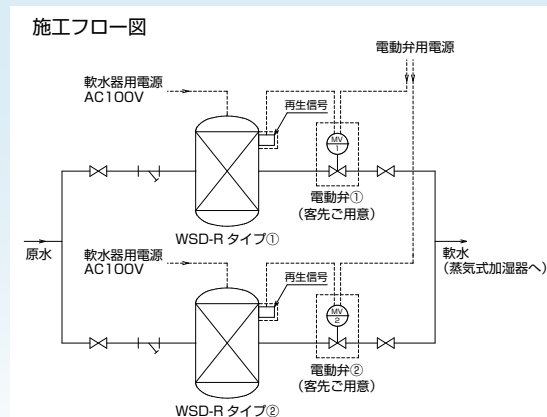 施工フロー図
電動弁用電源
軟水器用電源
AC100V
再生信号
MV
1
電動弁①
(客先ご用意)
WSD-R タイプ①
原水
軟水
(蒸気式加湿器へ)
軟水器用電源
AC100V
再生信号
MV
2
電動弁②
(客先ご用意)
WSD-R タイプ②